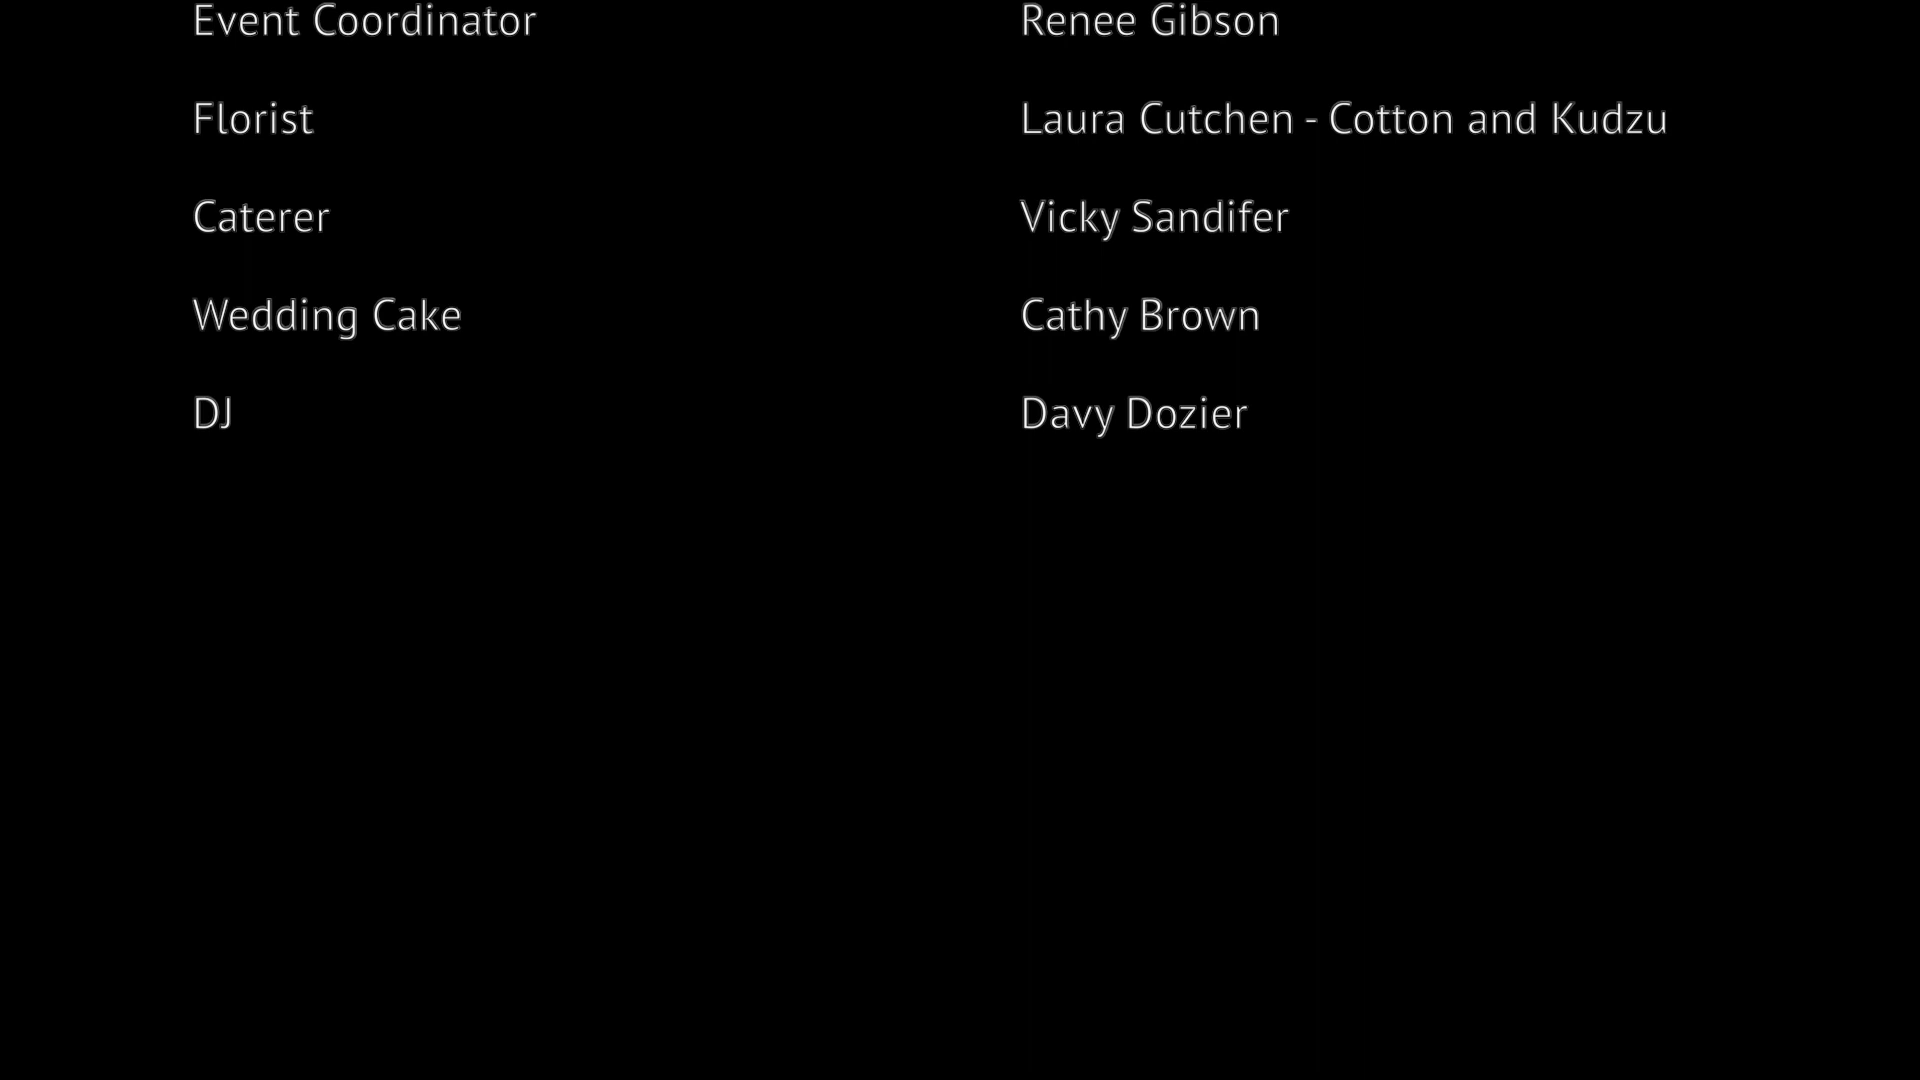 Event Coordinator Renee Gibson
Florist Laura Cutchen - Cotton and Kudzu
Caterer Vicky Sandifer
Wedding Cake Cathy Brown
DJ Davy Dozier